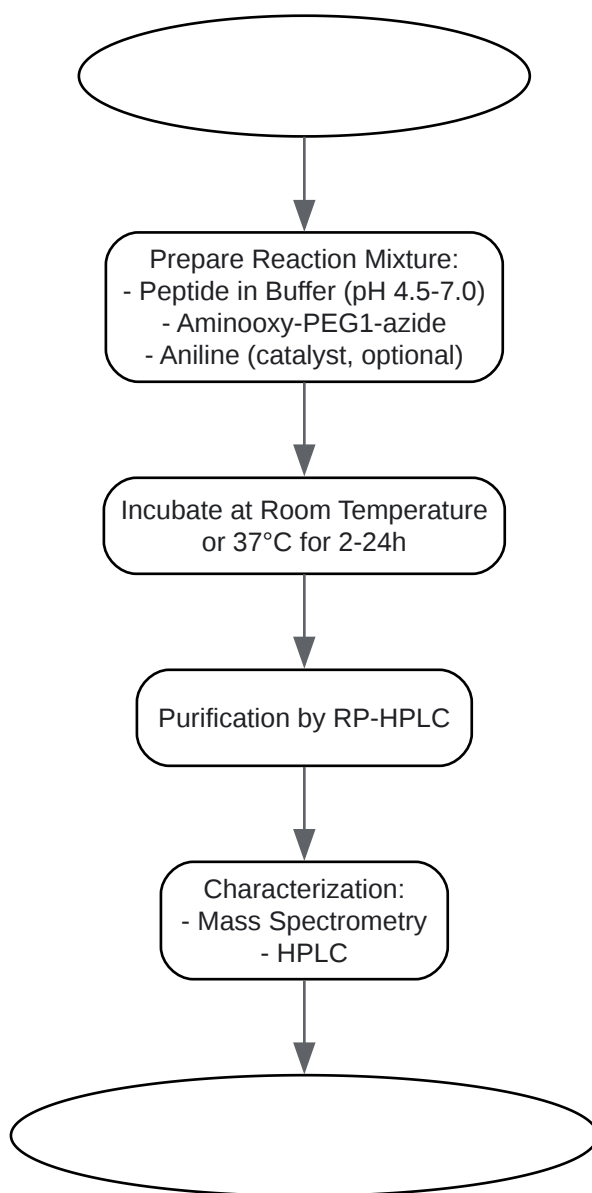 Prepare Reaction Mixture:
- Peptide in Buffer (pH 4.5-7.0)
- Aminooxy-PEG1-azide
- Aniline (catalyst, optional)
Incubate at Room Temperature
or 37°C for 2-24h
Purification by RP-HPLC
Characterization:
- Mass Spectrometry
- HPLC